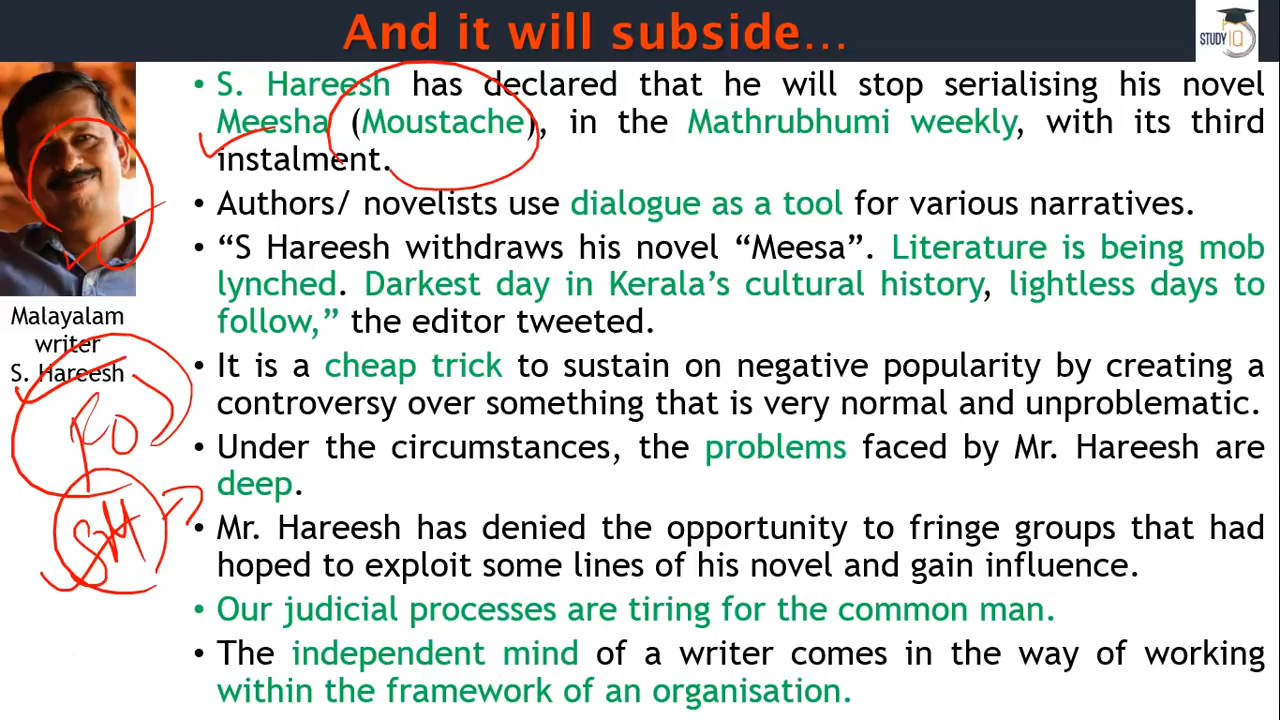 And it will subside...
STUDY IQ
• S. Hareesh has declared that he will stop serialising his novel
Meesha (Moustache), in the Mathrubhumi weekly, with its third
instalment.
• Authors/ novelists use dialogue as a tool for various narratives.
• “S Hareesh withdraws his novel “Meesa”. Literature is being mob
lynched. Darkest day in Kerala’s cultural history, lightless days to
follow,” the editor tweeted.
• It is a cheap trick to sustain on negative popularity by creating a
controversy over something that is very normal and unproblematic.
• Under the circumstances, the problems faced by Mr. Hareesh are
deep.
• Mr. Hareesh has denied the opportunity to fringe groups that had
hoped to exploit some lines of his novel and gain influence.
• Our judicial processes are tiring for the common man.
• The independent mind of a writer comes in the way of working
within the framework of an organisation.
Malayalam
writer
S. Hareesh
SH